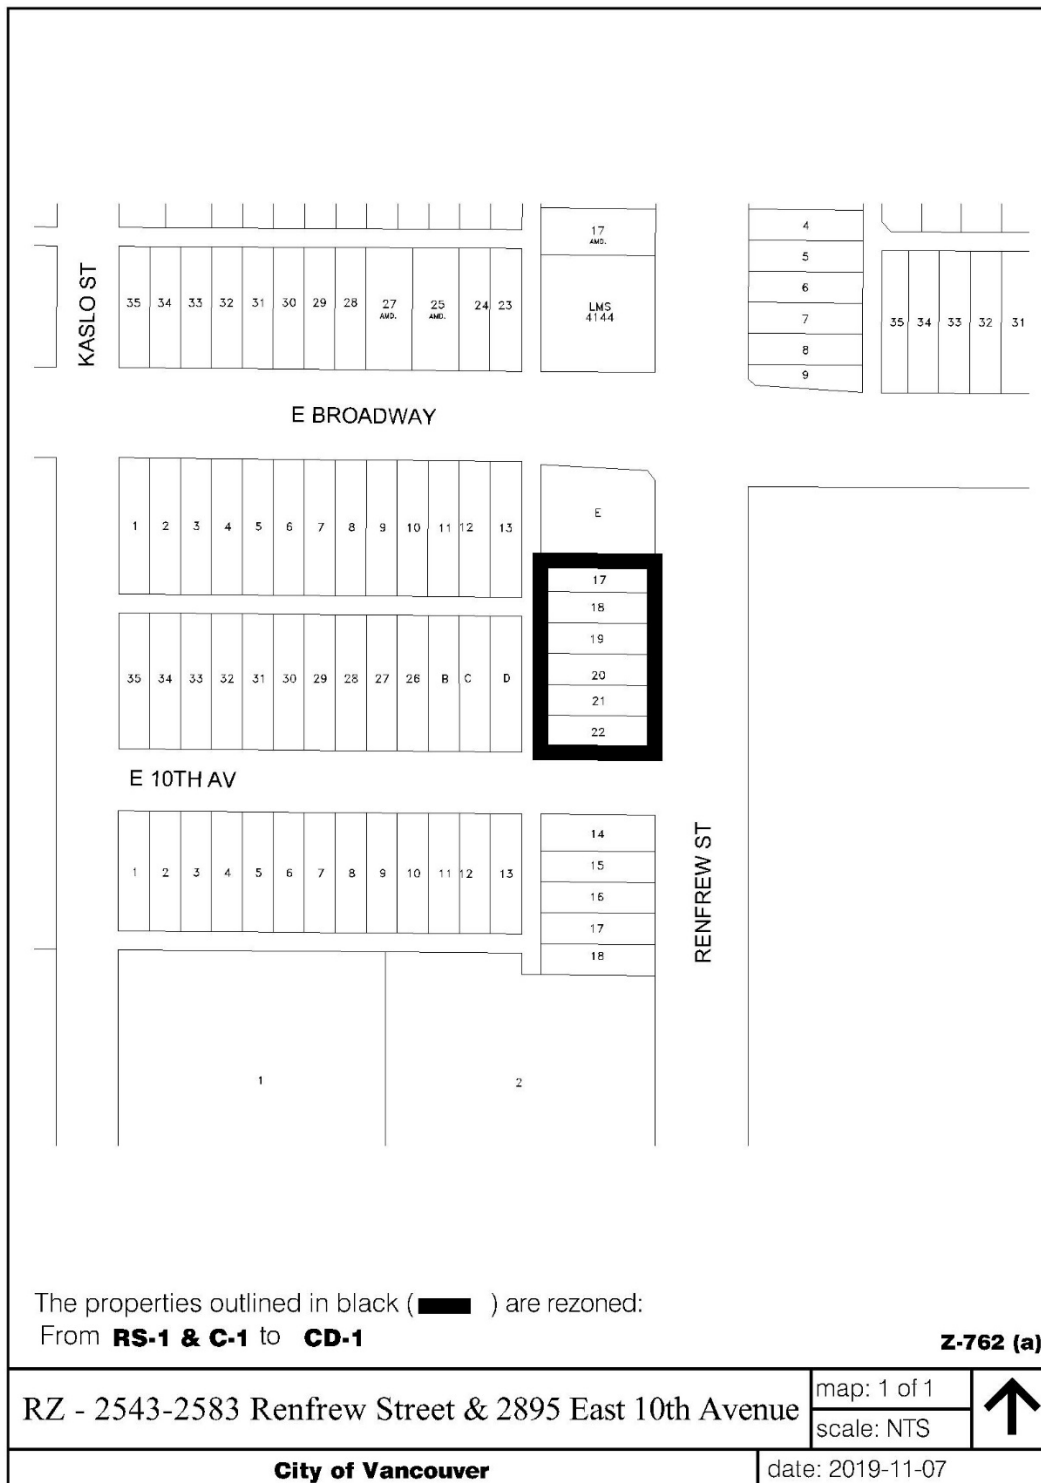 17
AMD.
4
5
6
7
8
9
KASLO ST
35 34 33 32 31 30 29 28 27 25 24 23
AMD. AMD.
LMS
4144
35 34 33 32 31
E BROADWAY
1 2 3 4 5 6 7 8 9 10 11 12 13
E
17
18
19
20
21
22
35 34 33 32 31 30 29 28 27 26 B C D
E 10TH AV
1 2 3 4 5 6 7 8 9 10 11 12 13
14
15
16
17
18
RENFREW ST
1
2
The properties outlined in black ( ) are rezoned:
From RS-1 & C-1 to CD-1
Z-762 (a)
RZ - 2543-2583 Renfrew Street & 2895 East 10th Avenue
map: 1 of 1
scale: NTS
City of Vancouver
date: 2019-11-07